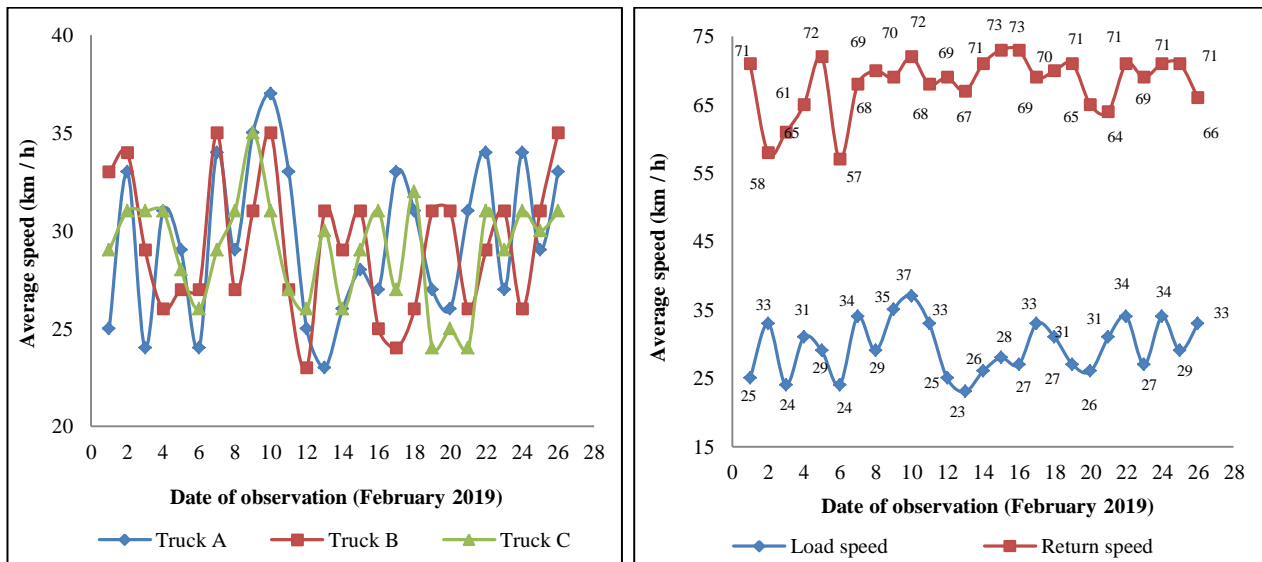 40
35
30
25
20
Average speed (km / h)
0 2 4 6 8 10 12 14 16 18 20 22 24 26 28
Date of observation (February 2019)
Truck A Truck B Truck C
75
65
55
45
35
25
15
Average speed (km / h)
71 58 61 65 72 57 69 68 70 72 68 69 67 71 73 73 69 70 71 65 64 71 69 71 71 66
25 33 24 31 29 24 34 29 35 37 33 25 23 26 28 27 33 31 27 26 31 34 27 34 29 33
0 2 4 6 8 10 12 14 16 18 20 22 24 26 28
Date of observation (February 2019)
Load speed Return speed